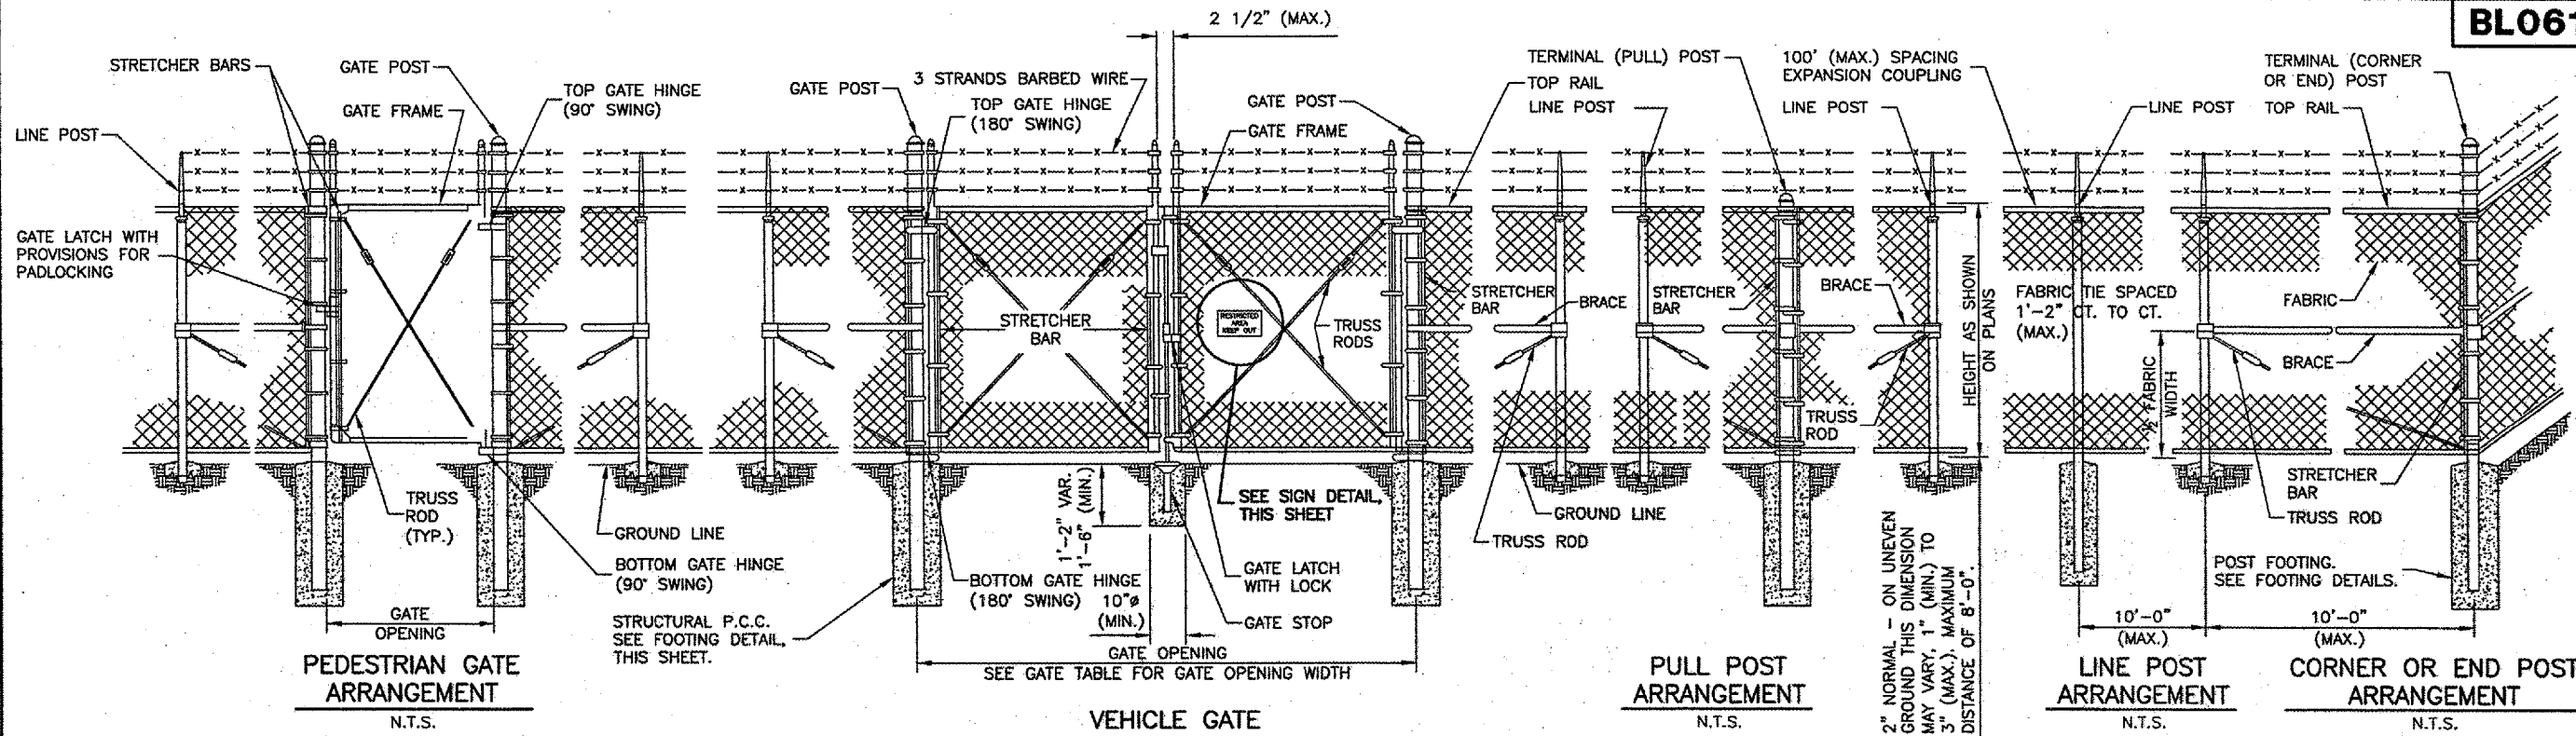 BL061
2 1/2" (MAX.)
STRETCHER BARS
GATE POST
GATE FRAME
TOP GATE HINGE
(90° SWING)
LINE POST
GATE LATCH WITH
PROVISIONS FOR
PADLOCKING
TRUSS
ROD
(TYP.)
GROUND LINE
BOTTOM GATE HINGE
(90° SWING)
GATE
OPENING
PEDESTRIAN GATE
ARRANGEMENT
N.T.S.
GATE POST
3 STRANDS BARBED WIRE
TOP GATE HINGE
(180° SWING)
GATE POST
GATE FRAME
STRETCHER
BAR
RESTRICTED
AREA
KEEP OUT
TRUSS
RODS
STRETCHER
BAR
1'-2" VAR.
1'-6" (MIN.)
SEE SIGN DETAIL,
THIS SHEET
BOTTOM GATE HINGE
(180° SWING)
10"ø
(MIN.)
GATE LATCH
WITH LOCK
GATE STOP
STRUCTURAL P.C.C.
SEE FOOTING DETAIL,
THIS SHEET.
GATE OPENING
SEE GATE TABLE FOR GATE OPENING WIDTH
VEHICLE GATE
TERMINAL (PULL) POST
TOP RAIL
LINE POST
BRACE
STRETCHER
BAR
GROUND LINE
TRUSS ROD
100' (MAX.) SPACING
EXPANSION COUPLING
LINE POST
BRACE
TRUSS
ROD
PULL POST
ARRANGEMENT
N.T.S.
HEIGHT AS SHOWN
ON PLANS
2" NORMAL - ON UNEVEN
GROUND THIS DIMENSION
MAY VARY, 1" (MIN.) TO
3" (MAX.), MAXIMUM
DISTANCE OF 8'-0".
LINE POST
FABRIC TIE SPACED
1'-2" CT. TO CT.
(MAX.)
½ FABRIC
WIDTH
10'-0"
(MAX.)
LINE POST
ARRANGEMENT
N.T.S.
TERMINAL (CORNER
OR END) POST
TOP RAIL
FABRIC
BRACE
STRETCHER
BAR
TRUSS ROD
POST FOOTING.
SEE FOOTING DETAILS.
10'-0"
(MAX.)
CORNER OR END POST
ARRANGEMENT
N.T.S.